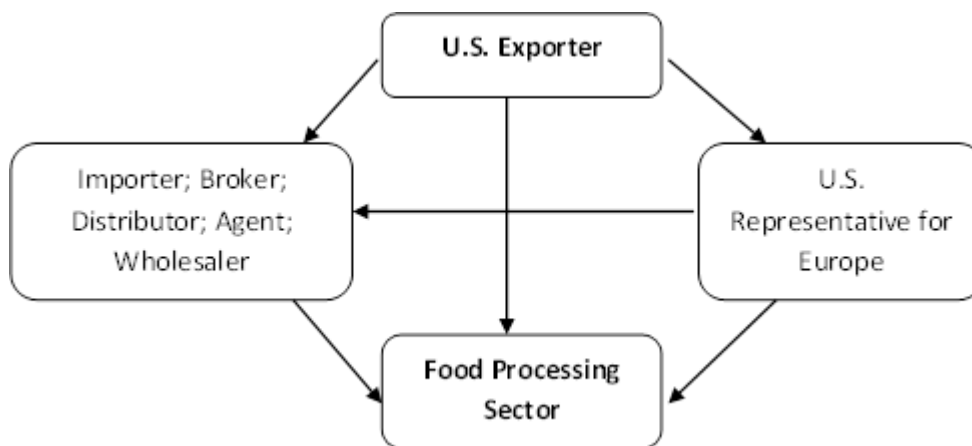 U.S. Exporter
Importer; Broker;
Distributor; Agent;
Wholesaler
U.S.
Representative for
Europe
Food Processing
Sector